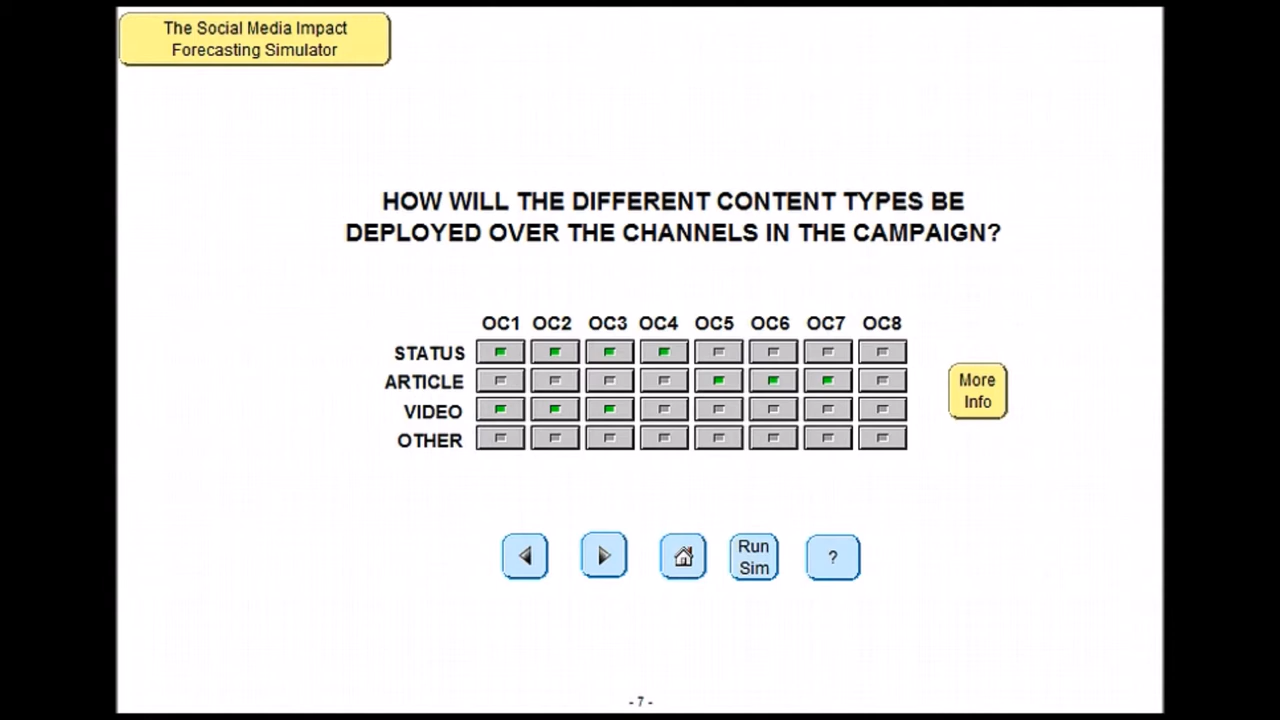 The Social Media Impact
Forecasting Simulator
HOW WILL THE DIFFERENT CONTENT TYPES BE
DEPLOYED OVER THE CHANNELS IN THE CAMPAIGN?
OC1 OC2 OC3 OC4 OC5 OC6 OC7 OC8
STATUS
ARTICLE
VIDEO
OTHER
More
Info
Run
Sim
?
- 7 -